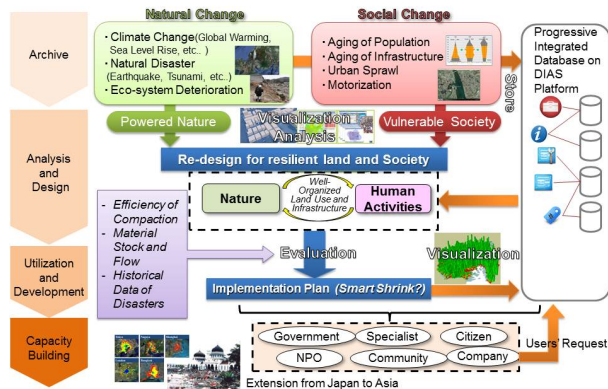 Natural Change
Social Change
Archive
• Climate Change(Global Warming,
Sea Level Rise, etc.. )
• Natural Disaster
(Earthquake, Tsunami, etc..)
• Eco-system Deterioration
• Aging of Population
• Aging of Infrastructure
• Urban Sprawl
• Motorization
Progressive
Integrated
Database on
DIAS
Platform
Store
Powered Nature
Visualization
Analysis
Vulnerable Society
Analysis
and
Design
Re-design for resilient land and Society
Nature
Well-
Organized
Land Use and
Infrastructure
Human
Activities
- Efficiency of
Compaction
- Material
Stock and
Flow
- Historical
Data of
Disasters
Evaluation
Visualization
Utilization
and
Development
Implementation Plan (Smart Shrink?)
Capacity
Building
Government
Specialist
Citizen
NPO
Community
Company
Users' Request
Extension from Japan to Asia